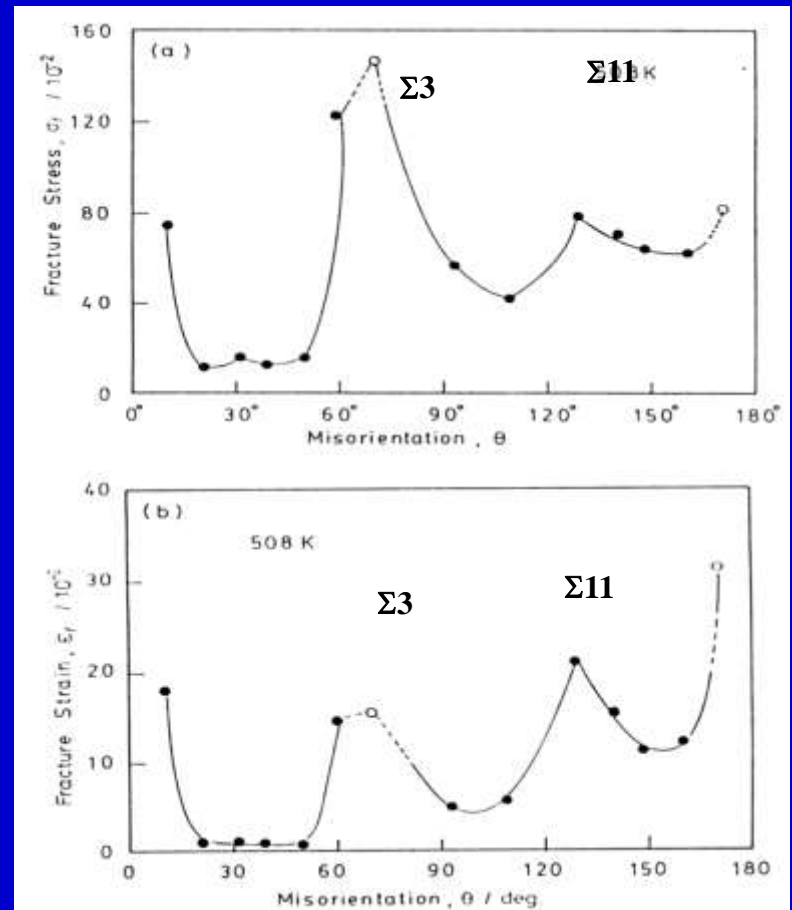 160
(a)
Σ3
Σ11
120
80
40
0
Fracture Stress, σf / 10-2
0° 30° 60° 90° 120° 150° 180°
Misorientation, θ
40
(b)
508 K
Σ3
Σ11
30
20
10
0
Fracture Strain, εf
0 30 60 90 120 150 180
Misorientation, θ / deg.